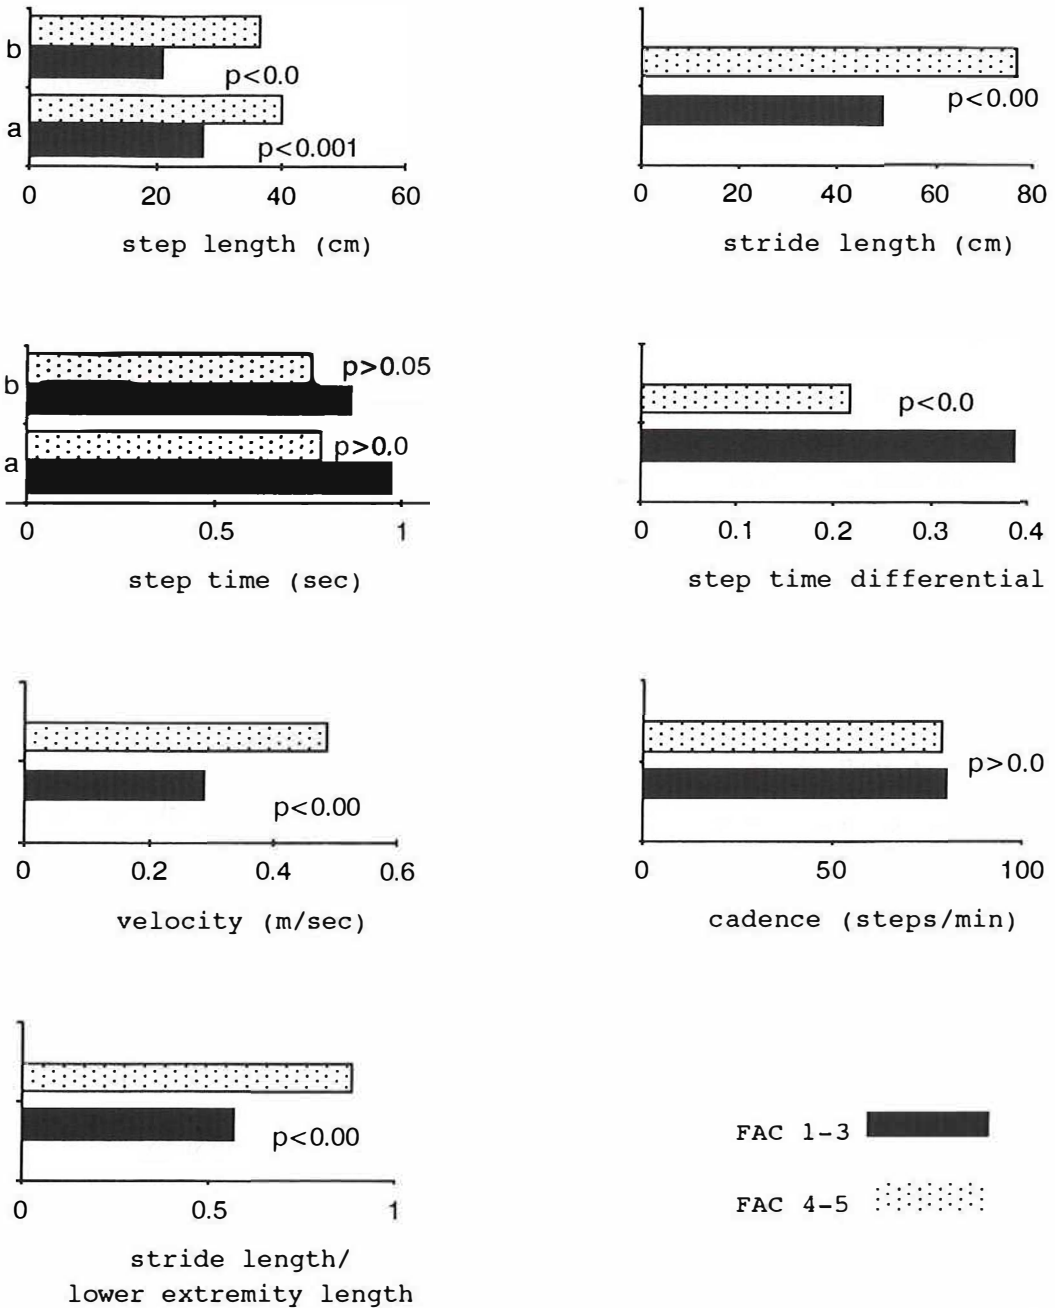 b
p<0.0
a
p<0.001
0 20 40 60
step length (cm)
p<0.00
0 20 40 60 80
stride length (cm)
b
p>0.05
a
p>0.0
0 0.5 1
step time (sec)
p<0.0
0 0.1 0.2 0.3 0.4
step time differential
p<0.00
0 0.2 0.4 0.6
velocity (m/sec)
p>0.0
0 50 100
cadence (steps/min)
p<0.00
0 0.5 1
stride length/
lower extremity length
FAC 1-3
FAC 4-5